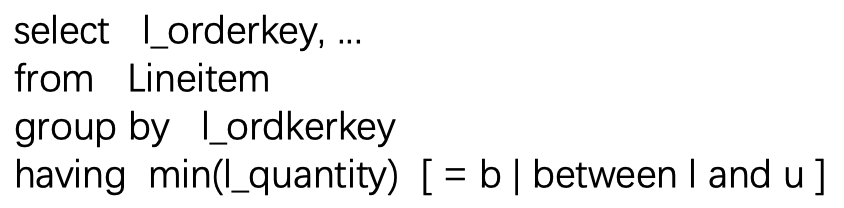 select l_orderkey, ...
from Lineitem
group by l_ordkerkey
having min(l_quantity) [ = b | between l and u ]